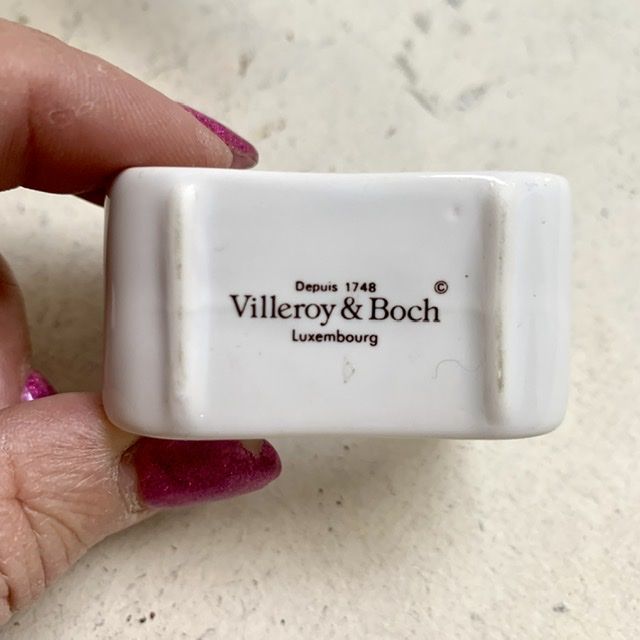 Depuis 1748
©
Villeroy & Boch
Luxembourg